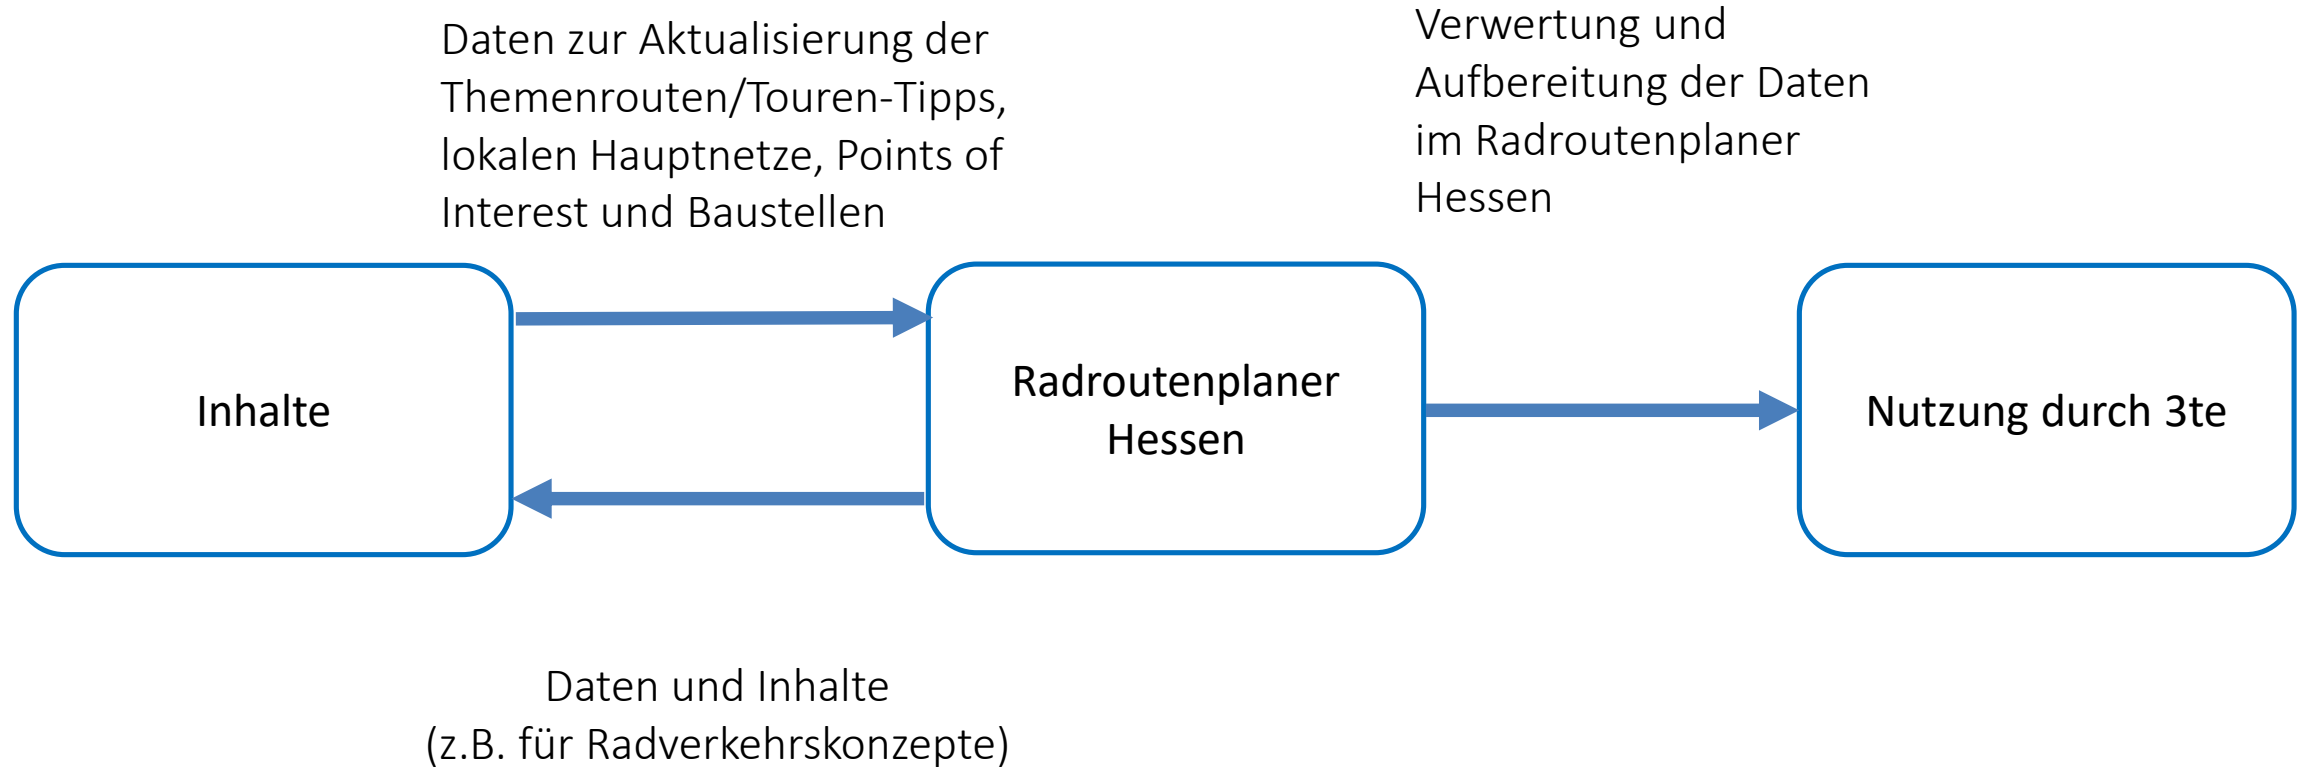 Daten zur Aktualisierung der
Themenrouten/Touren-Tipps,
lokalen Hauptnetze, Points of
Interest und Baustellen
Verwertung und
Aufbereitung der Daten
im Radroutenplaner
Hessen
Inhalte
Radroutenplaner
Hessen
Nutzung durch 3te
Daten und Inhalte
(z.B. für Radverkehrskonzepte)